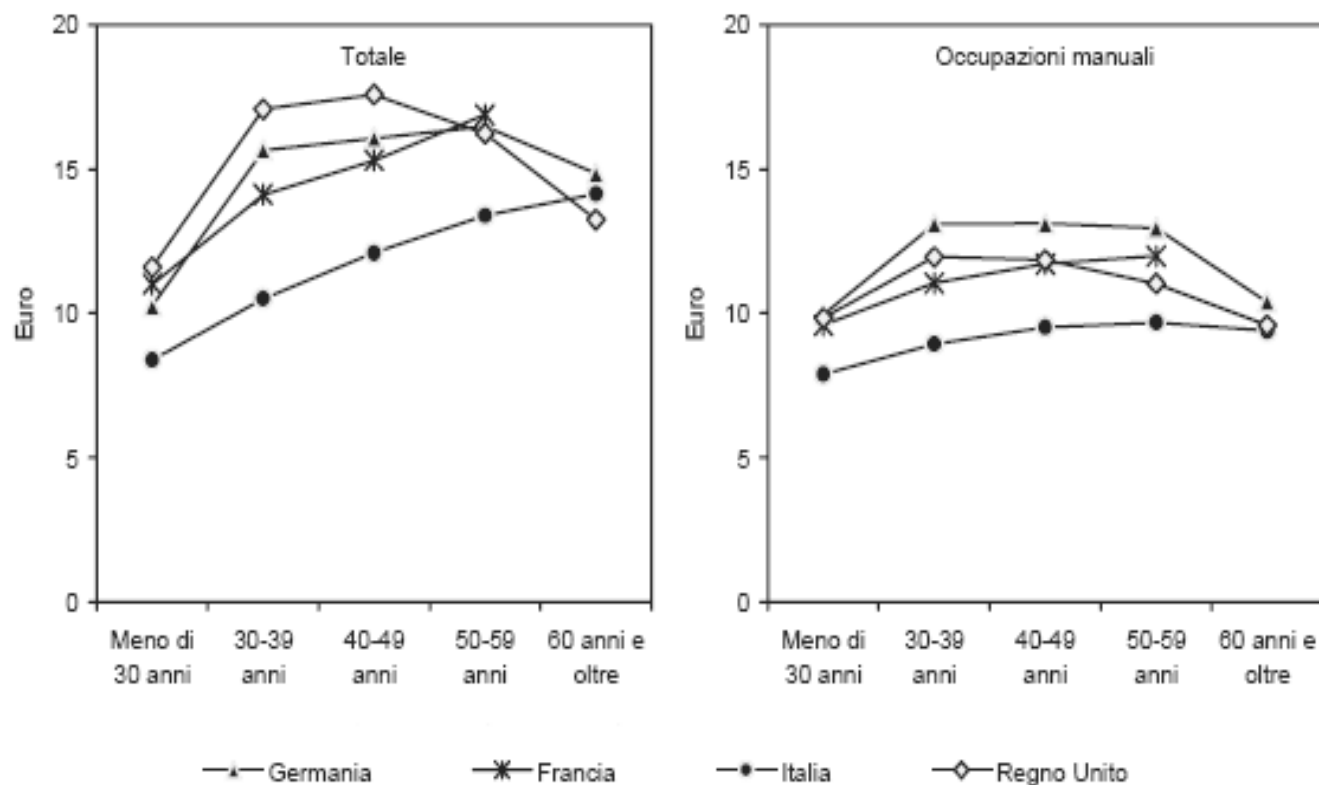 Totale
Euro
20
15
10
5
0
Meno di 30 anni
30-39 anni
40-49 anni
50-59 anni
60 anni e oltre
Occupazioni manuali
Euro
20
15
10
5
0
Meno di 30 anni
30-39 anni
40-49 anni
50-59 anni
60 anni e oltre
Germania
Francia
Italia
Regno Unito